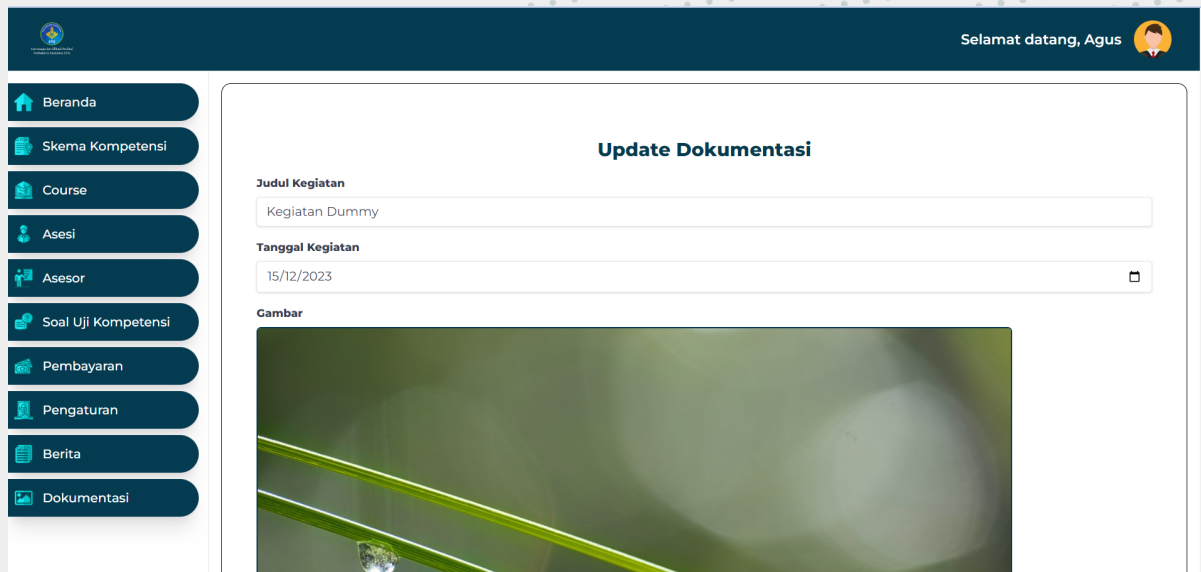 Selamat datang, Agus
Beranda
Skema Kompetensi
Course
Asesi
Asesor
Soal Uji Kompetensi
Pembayaran
Pengaturan
Berita
Dokumentasi
Update Dokumentasi
Judul Kegiatan
Kegiatan Dummy
Tanggal Kegiatan
15/12/2023
Gambar